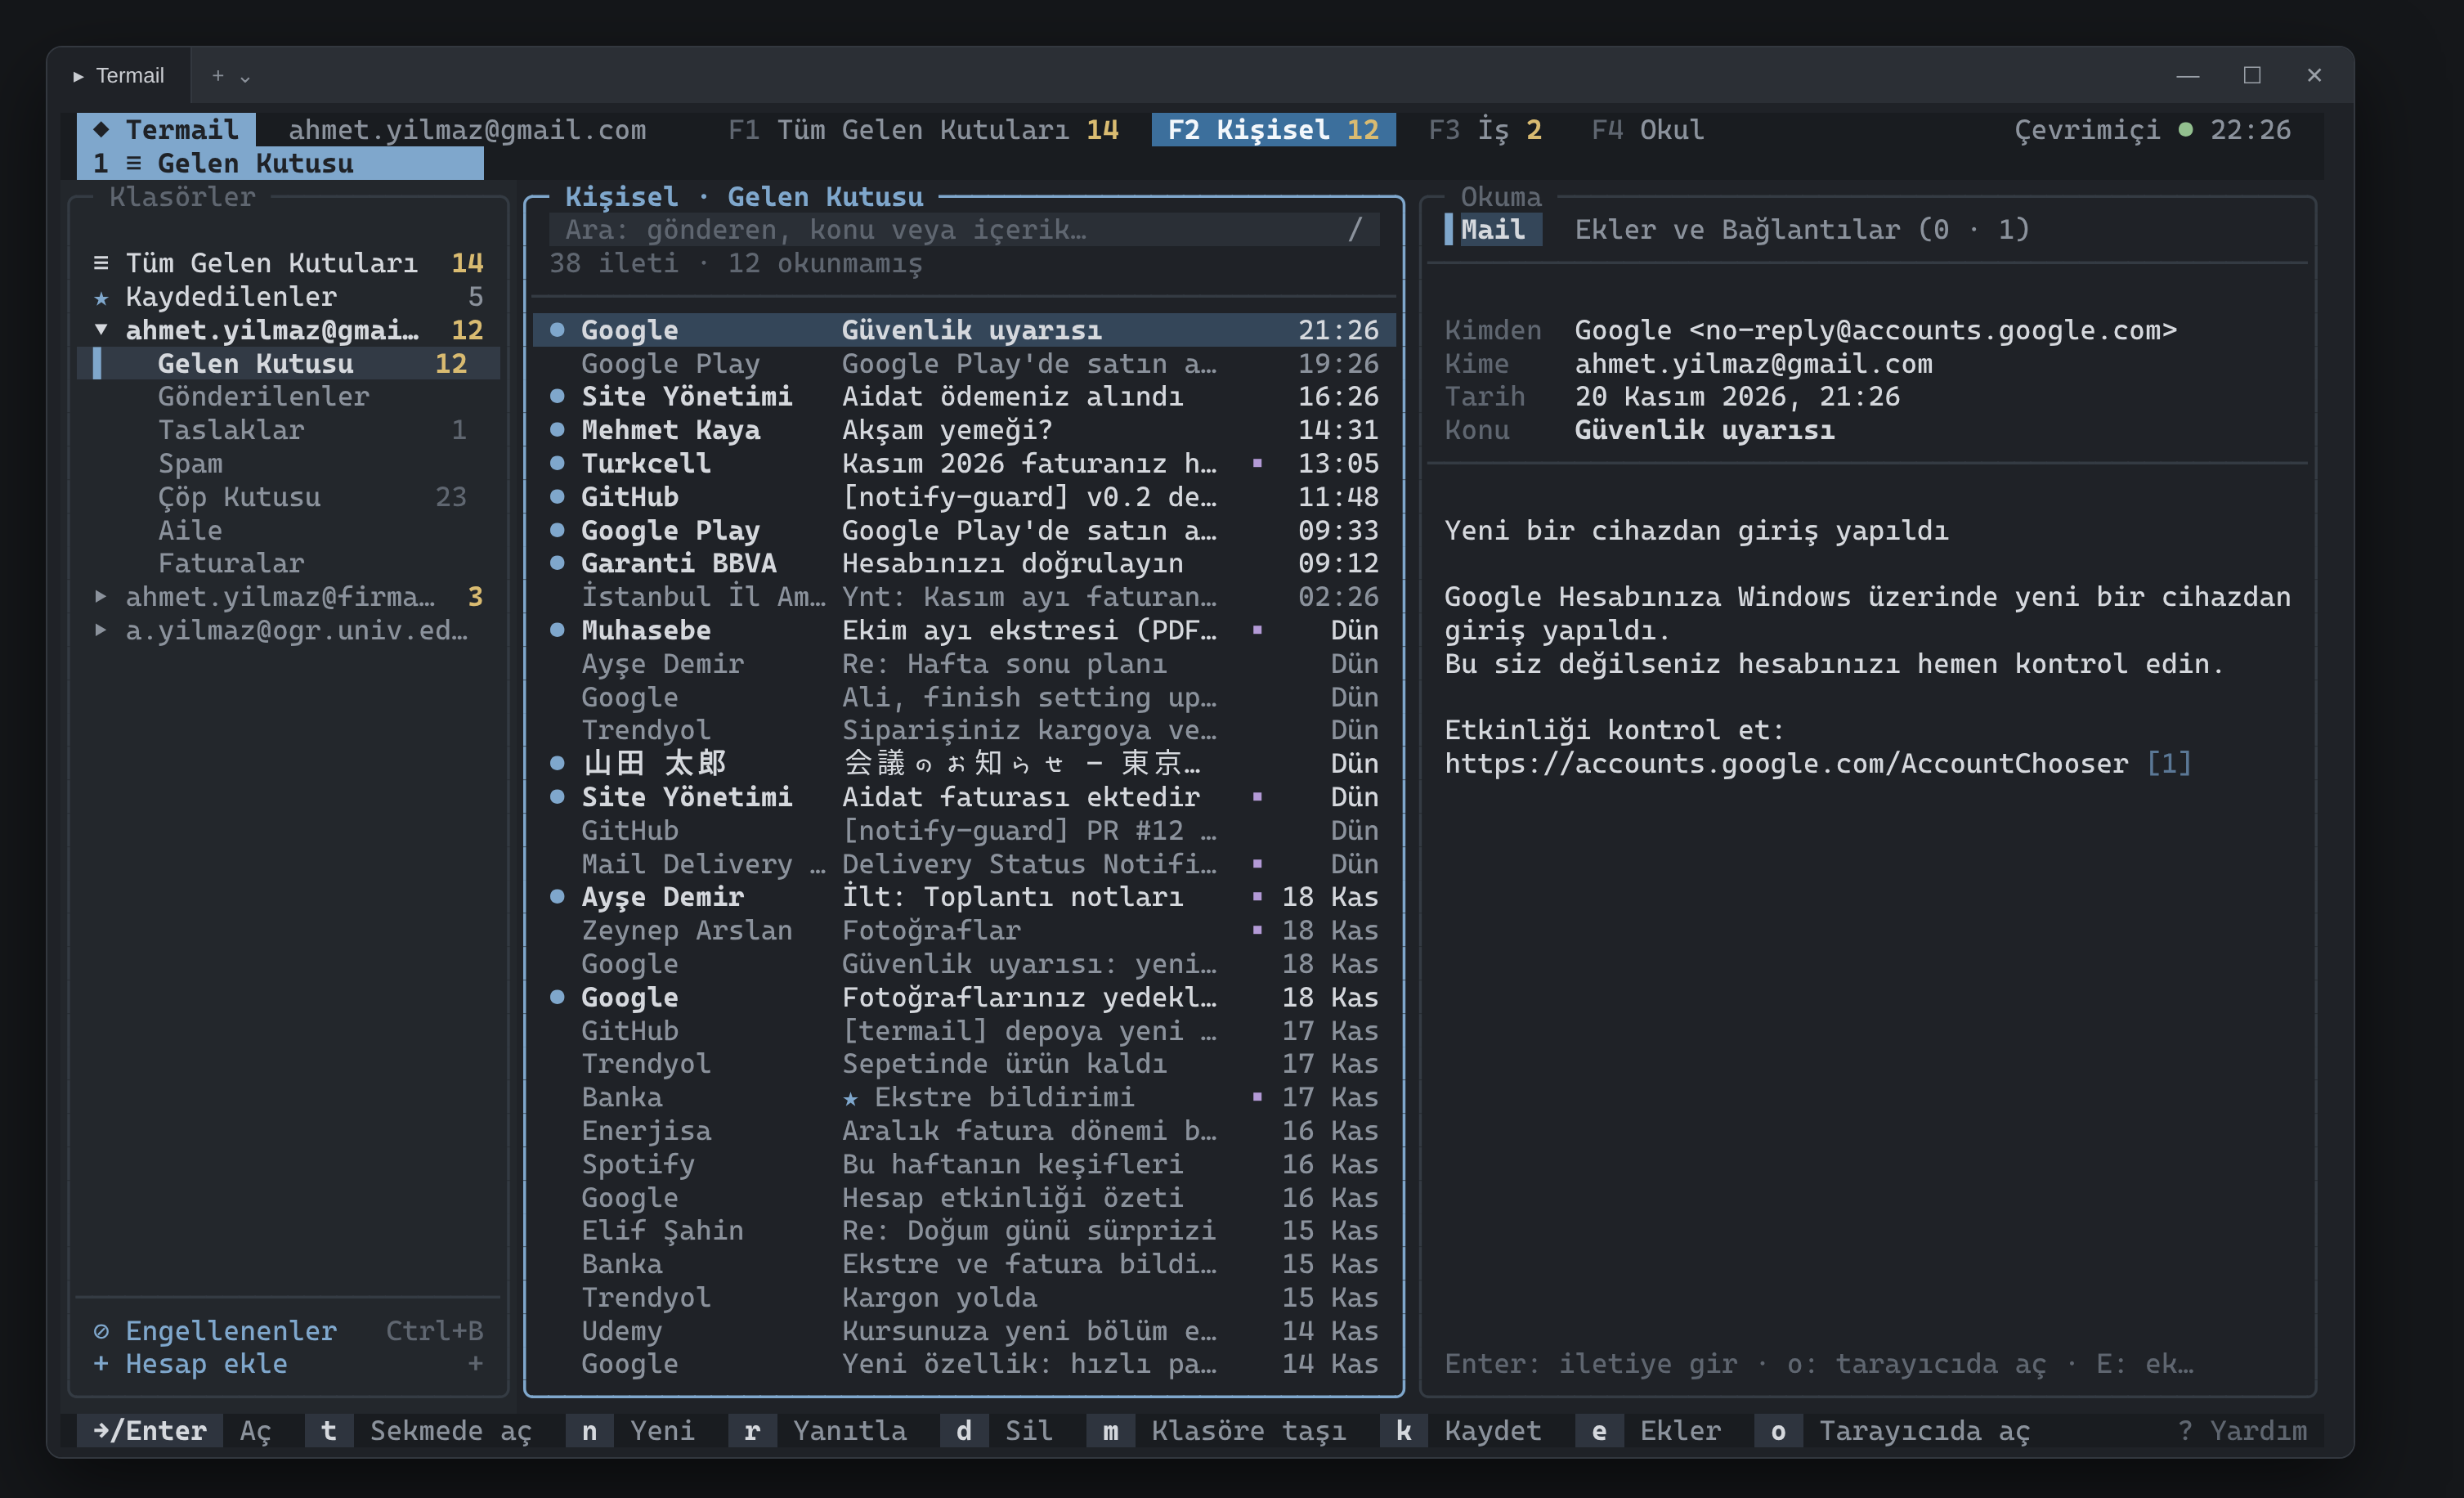 ▸ Termail + ⌄ — ☐ ✕
◆ Termail ahmet.yilmaz@gmail.com F1 Tüm Gelen Kutuları 14 F2 Kişisel 12 F3 İş 2 F4 Okul Çevrimiçi ● 22:26
1 ≡ Gelen Kutusu
Klasörler
≡ Tüm Gelen Kutuları 14
★ Kaydedilenler 5
▼ ahmet.yilmaz@gmai… 12
Gelen Kutusu 12
Gönderilenler
Taslaklar 1
Spam
Çöp Kutusu 23
Aile
Faturalar
▶ ahmet.yilmaz@firma… 3
▶ a.yilmaz@ogr.univ.ed…
⊘ Engellenenler Ctrl+B
+ Hesap ekle +
Kişisel · Gelen Kutusu
Ara: gönderen, konu veya içerik… /
38 ileti · 12 okunmamış
● Google Güvenlik uyarısı 21:26
Google Play Google Play'de satın a… 19:26
● Site Yönetimi Aidat ödemeniz alındı 16:26
● Mehmet Kaya Akşam yemeği? 14:31
● Turkcell Kasım 2026 faturanız h… ▪ 13:05
● GitHub [notify-guard] v0.2 de… 11:48
● Google Play Google Play'de satın a… 09:33
● Garanti BBVA Hesabınızı doğrulayın 09:12
İstanbul İl Am… Ynt: Kasım ayı faturan… 02:26
● Muhasebe Ekim ayı ekstresi (PDF… ▪ Dün
Ayşe Demir Re: Hafta sonu planı Dün
Google Ali, finish setting up… Dün
Trendyol Siparişiniz kargoya ve… Dün
● 山田 太郎 会議のお知らせ — 東京… Dün
● Site Yönetimi Aidat faturası ektedir ▪ Dün
GitHub [notify-guard] PR #12 … Dün
Mail Delivery … Delivery Status Notifi… ▪ Dün
● Ayşe Demir İlt: Toplantı notları ▪ 18 Kas
Zeynep Arslan Fotoğraflar ▪ 18 Kas
Google Güvenlik uyarısı: yeni… 18 Kas
● Google Fotoğraflarınız yedekl… 18 Kas
GitHub [termail] depoya yeni … 17 Kas
Trendyol Sepetinde ürün kaldı 17 Kas
Banka ★ Ekstre bildirimi ▪ 17 Kas
Enerjisa Aralık fatura dönemi b… 16 Kas
Spotify Bu haftanın keşifleri 16 Kas
Google Hesap etkinliği özeti 16 Kas
Elif Şahin Re: Doğum günü sürprizi 15 Kas
Banka Ekstre ve fatura bildi… 15 Kas
Trendyol Kargon yolda 15 Kas
Udemy Kursunuza yeni bölüm e… 14 Kas
Google Yeni özellik: hızlı pa… 14 Kas
Okuma
Mail Ekler ve Bağlantılar (0 · 1)
Kimden Google <no-reply@accounts.google.com>
Kime ahmet.yilmaz@gmail.com
Tarih 20 Kasım 2026, 21:26
Konu Güvenlik uyarısı
Yeni bir cihazdan giriş yapıldı
Google Hesabınıza Windows üzerinde yeni bir cihazdan
giriş yapıldı.
Bu siz değilseniz hesabınızı hemen kontrol edin.
Etkinliği kontrol et:
https://accounts.google.com/AccountChooser [1]
Enter: iletiye gir · o: tarayıcıda aç · E: ek…
→/Enter Aç t Sekmede aç n Yeni r Yanıtla d Sil m Klasöre taşı k Kaydet e Ekler o Tarayıcıda aç ? Yardım